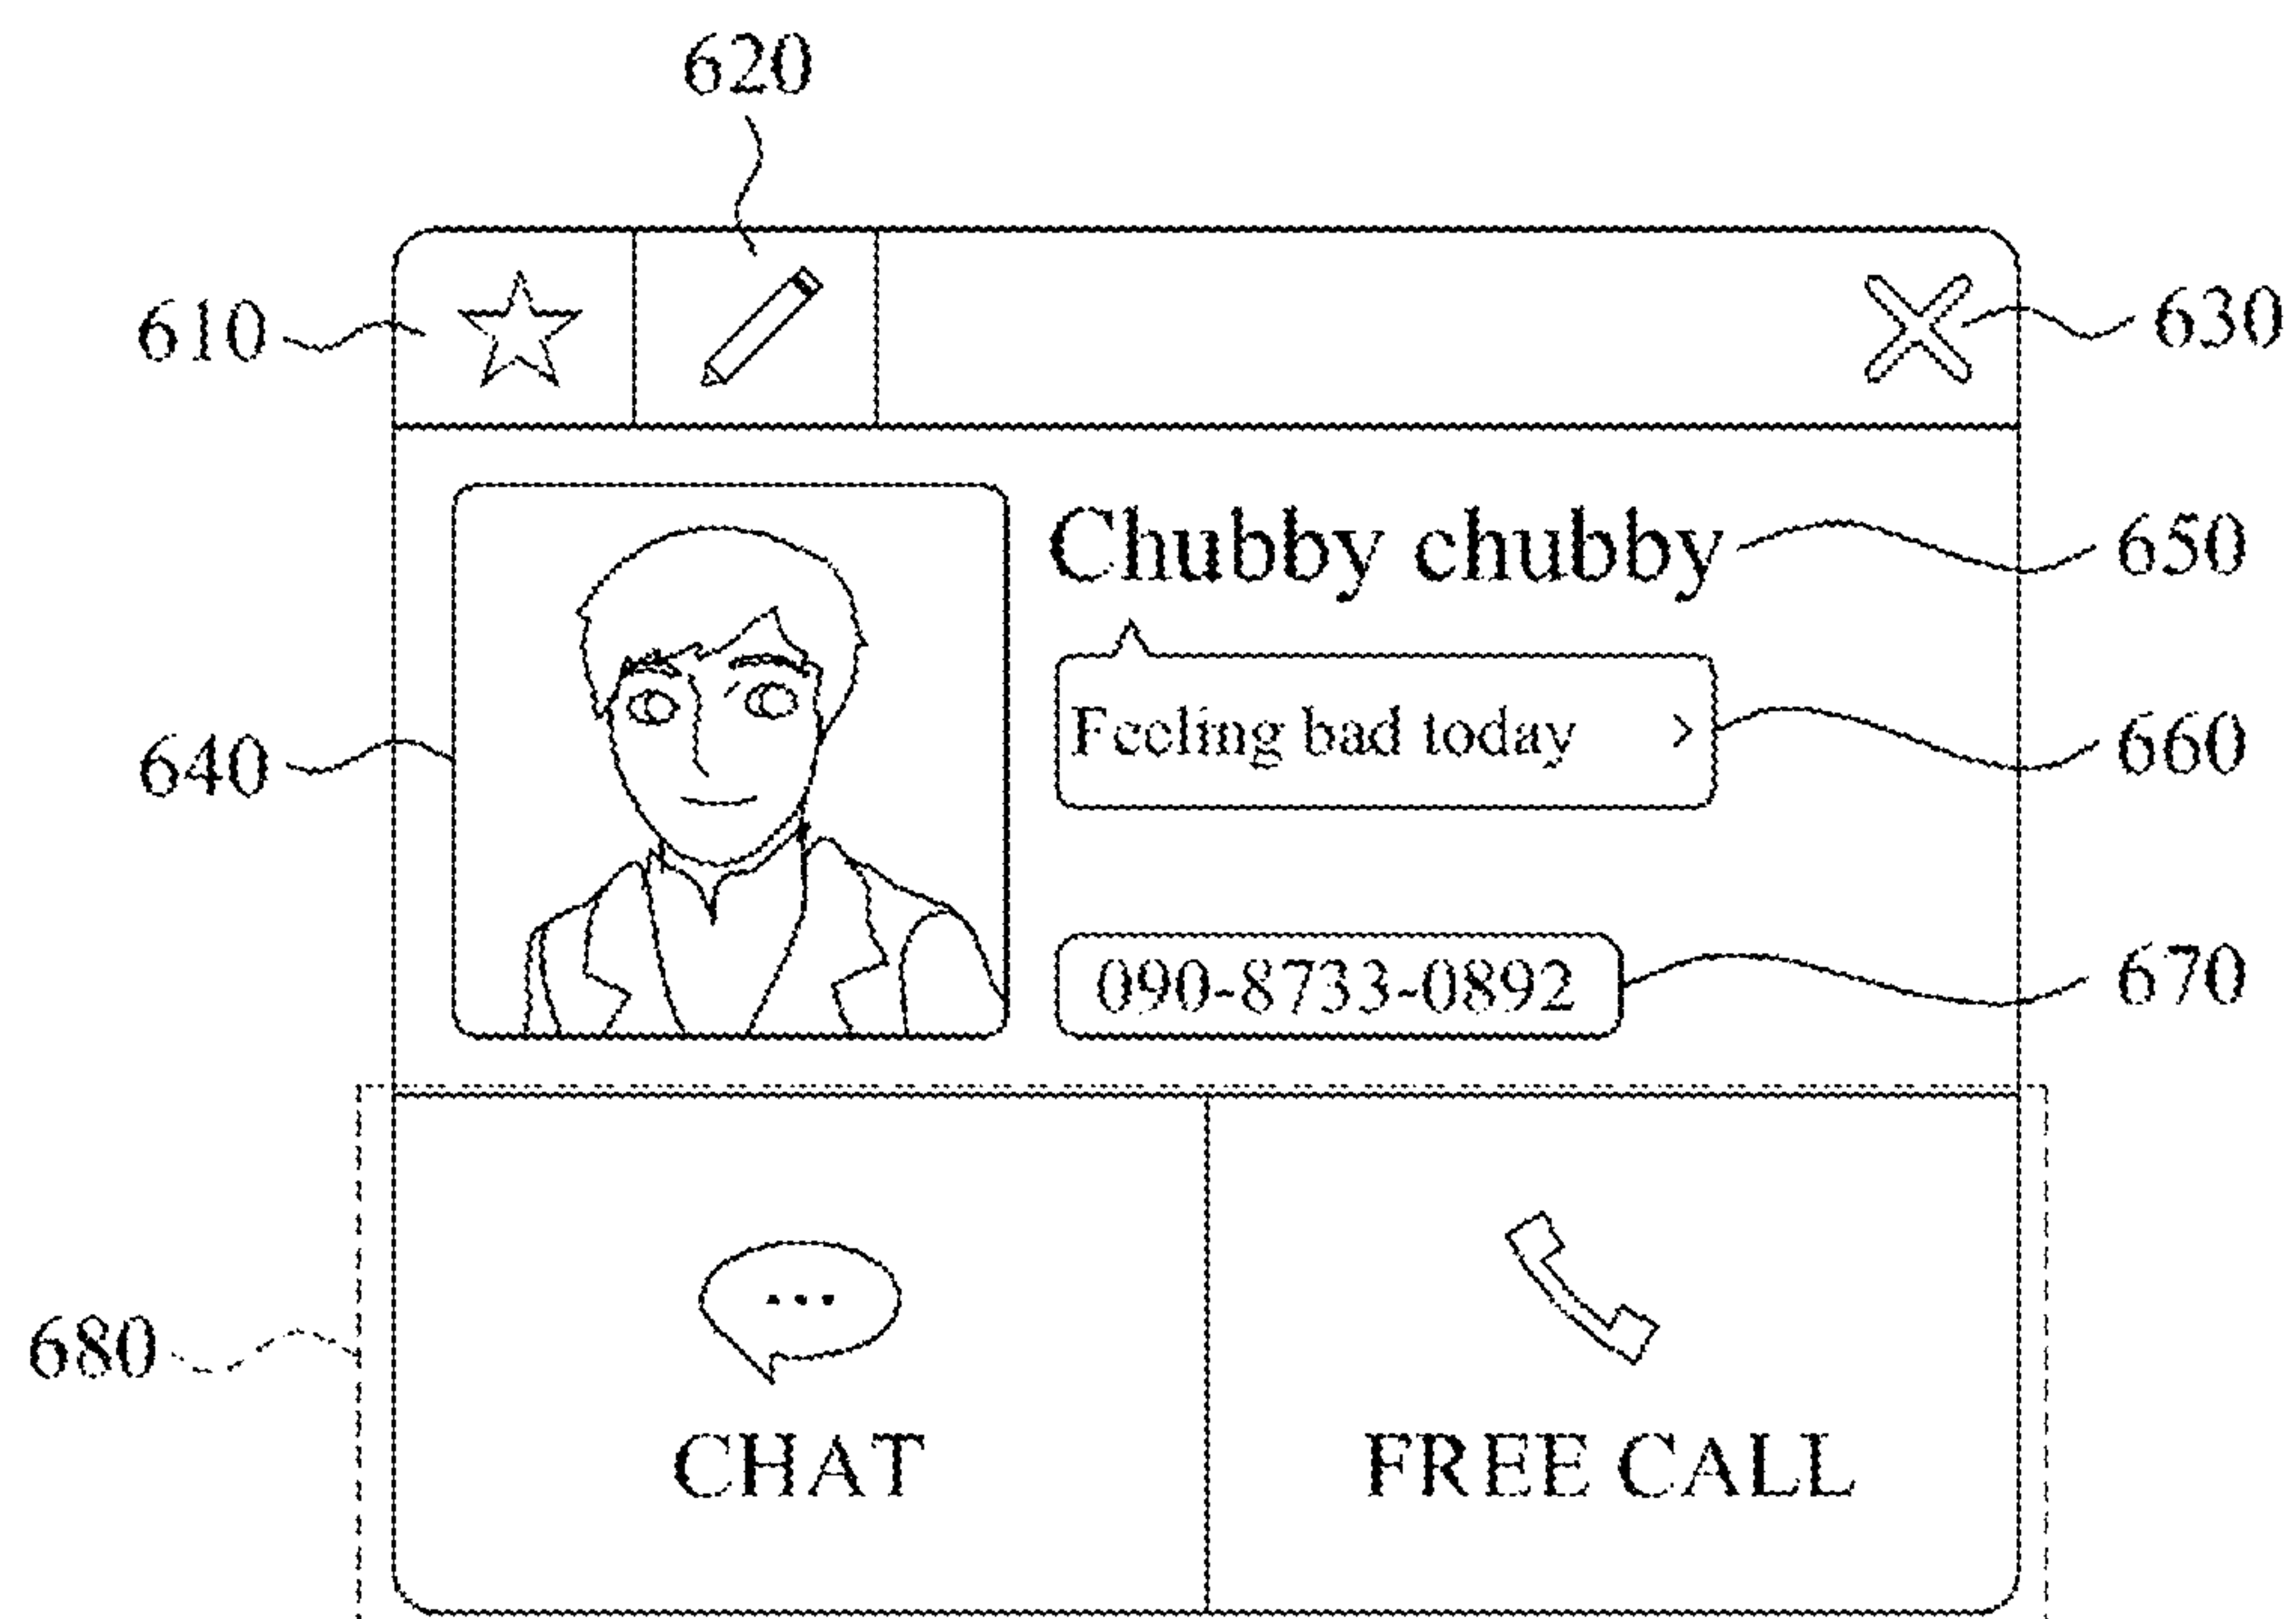 620
610
630
Chubby chubby
650
Feeling bad today >
660
640
090-8733-0892
670
680
CHAT
FREE CALL